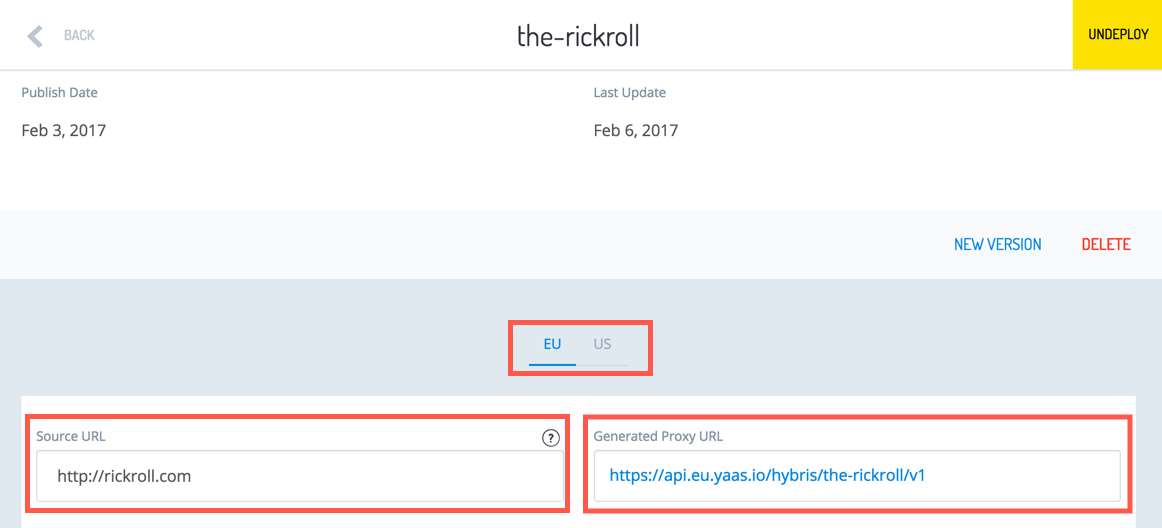 BACK
the-rickroll
UNDEPLOY
Publish Date
Last Update
Feb 3, 2017
Feb 6, 2017
NEW VERSION
DELETE
EU
US
Source URL
?
Generated Proxy URL
http://rickroll.com
https://api.eu.yaas.io/hybris/the-rickroll/v1